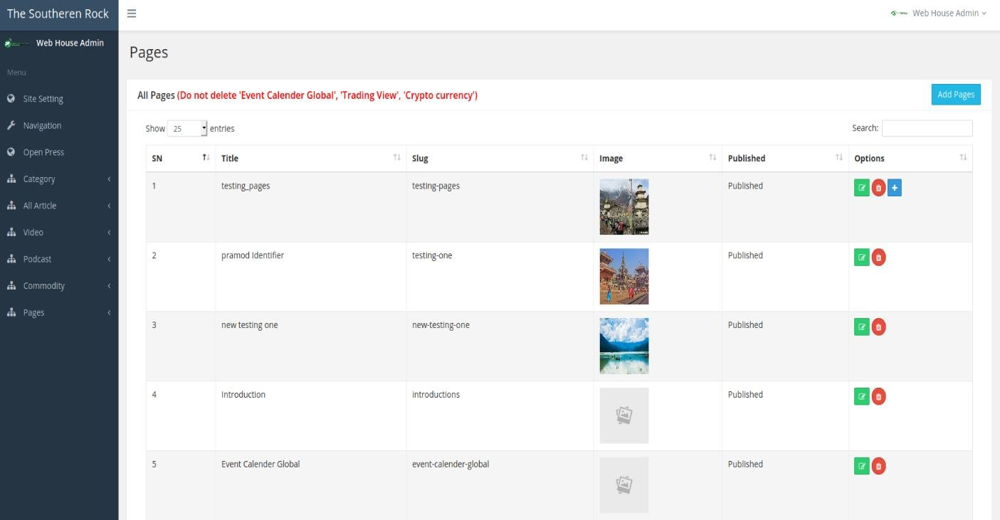 The Southeren Rock
Web House Admin
Web House Admin
Menu
Site Setting
Navigation
Open Press
Category
All Article
Video
Podcast
Commodity
Pages
Pages
All Pages (Do not delete 'Event Calender Global', 'Trading View', 'Crypto currency')
Add Pages
Show 25 entries
Search:
SN Title Slug Image Published Options
1 testing_pages testing-pages Published
2 pramod Identifier testing-one Published
3 new testing one new-testing-one Published
4 Introduction introductions Published
5 Event Calender Global event-calender-global Published